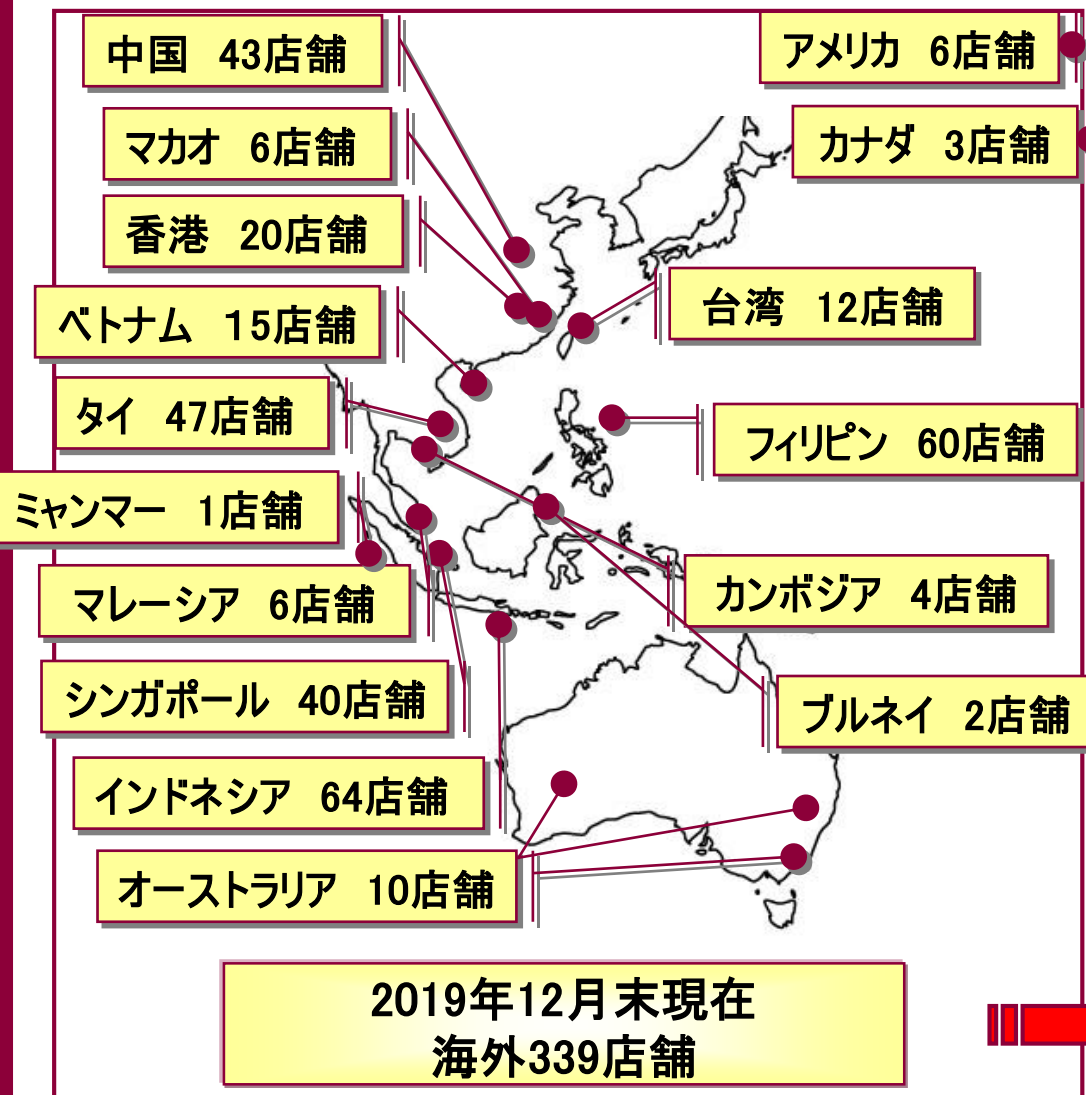 中国　43店舗
アメリカ　6店舗
マカオ　6店舗
カナダ　3店舗
香港　20店舗
台湾　12店舗
ベトナム　15店舗
タイ　47店舗
フィリピン　60店舗
ミャンマー　1店舗
マレーシア　6店舗
カンボジア　4店舗
シンガポール　40店舗
ブルネイ　2店舗
インドネシア　64店舗
オーストラリア　10店舗
2019年12月末現在
海外339店舗